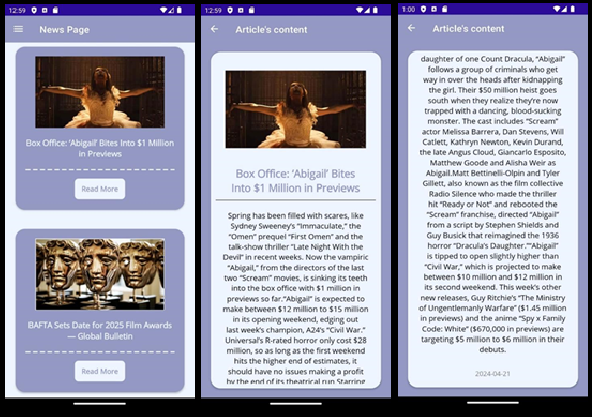 12:59
News Page
Box Office: 'Abigail' Bites Into $1 Million
in Previews
Read More
BAFTA Sets Date for 2025 Film Awards
— Global Bulletin
Read More
12:59
Article's content
Box Office: 'Abigail' Bites
Into $1 Million in Previews
Spring has been filled with scares, like
Sydney Sweeney's "Immaculate," the
"Omen" prequel "First Omen" and the
talk-show thriller "Late Night With the
Devil" in recent weeks. Now the vampiric
"Abigail," from the directors of the last
two "Scream" movies, is sinking its teeth
into the box office with $1 million in
previews so far."Abigail" is expected to
make between $12 million to $15 million
in its opening weekend, edging out
last week's champion, A24's "Civil War."
Universal's R-rated horror only cost $28
million, so as long as the first weekend
hits the higher end of estimates, it
should have no issues making a profit
by the end of its theatrical run Starring
1:00
Article's content
daughter of one Count Dracula, "Abigail"
follows a group of criminals who get
way in over the heads after kidnapping
the girl. Their $50 million heist goes
south when they realize they're now
trapped with a dancing, blood-sucking
monster. The cast includes "Scream"
actor Melissa Barrera, Dan Stevens, Will
Catlett, Kathryn Newton, Kevin Durand,
the late Angus Cloud, Giancarlo Esposito,
Matthew Goode and Alisha Weir as
Abigail.Matt Bettinelli-Olpin and Tyler
Gillett, also known as the film collective
Radio Silence who made the thriller
hit "Ready or Not" and rebooted the
"Scream" franchise, directed "Abigail"
from a script by Stephen Shields and
Guy Busick that reimagined the 1936
horror "Dracula's Daughter.""Abigail"
is tipped to open slightly higher than
"Civil War," which is projected to make
between $10 million and $12 million in
its second weekend. This week's other
new releases, Guy Ritchie's "The Ministry
of Ungentlemanly Warfare" ($1.45 million
in previews) and the anime "Spy x Family
Code: White" ($670,000 in previews) are
targeting $5 million to $6 million in their
debuts.
2024-04-21